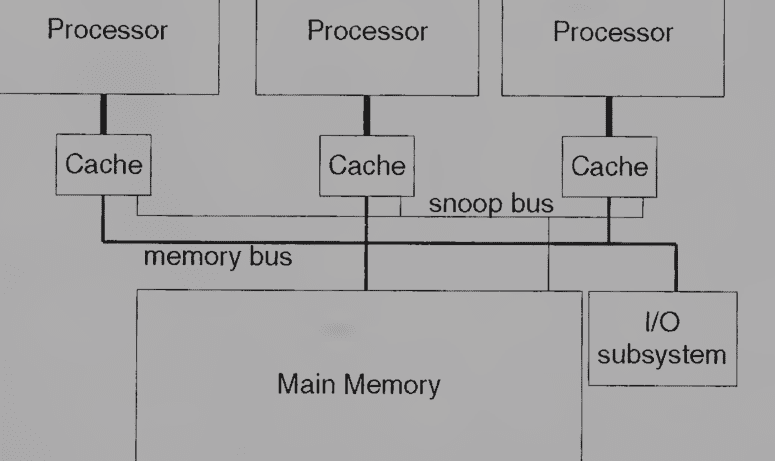 Processor
Processor
Processor
Cache
Cache
Cache
snoop bus
memory bus
I/O
subsystem
Main Memory